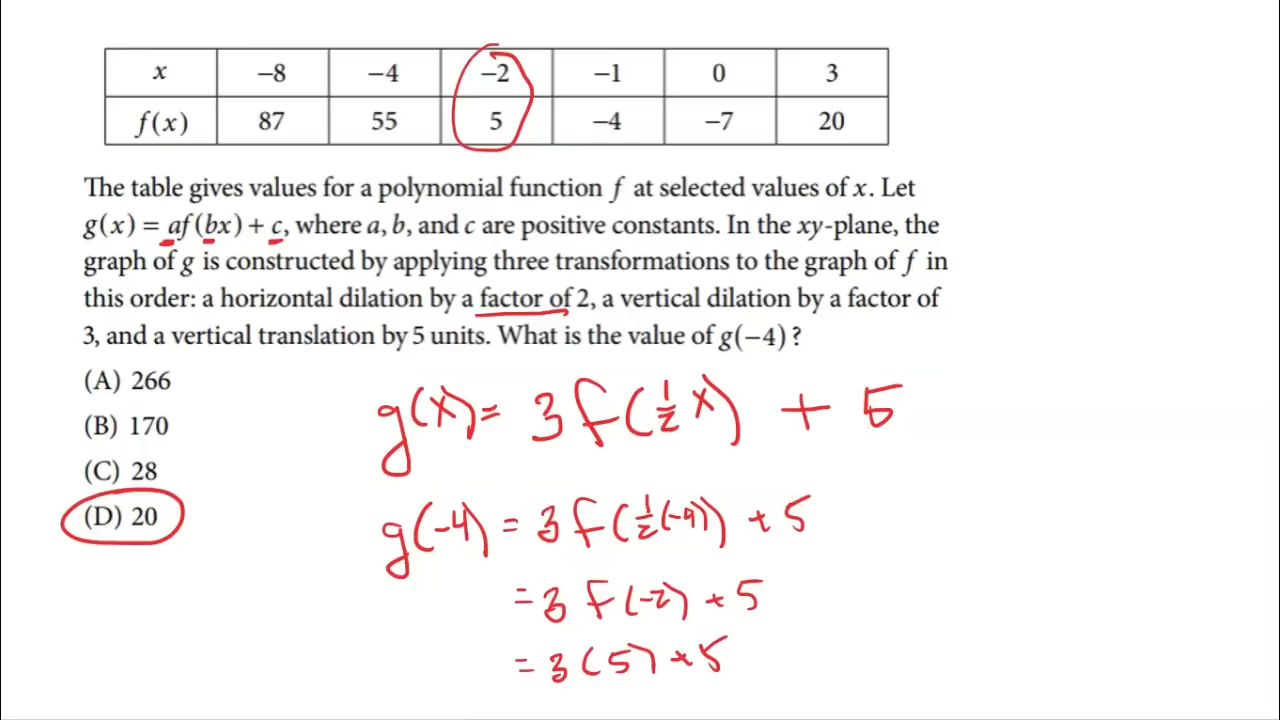 x −8 −4 −2 −1 0 3
f(x) 87 55 5 −4 −7 20
The table gives values for a polynomial function f at selected values of x. Let
g(x) = af(bx) + c, where a, b, and c are positive constants. In the xy-plane, the
graph of g is constructed by applying three transformations to the graph of f in
this order: a horizontal dilation by a factor of 2, a vertical dilation by a factor of
3, and a vertical translation by 5 units. What is the value of g(−4)?
(A) 266
(B) 170
(C) 28
(D) 20
g(x) = 3f(½x) + 5
g(-4) = 3f(½(-4)) + 5
= 3f(-2) + 5
= 3(5) + 5